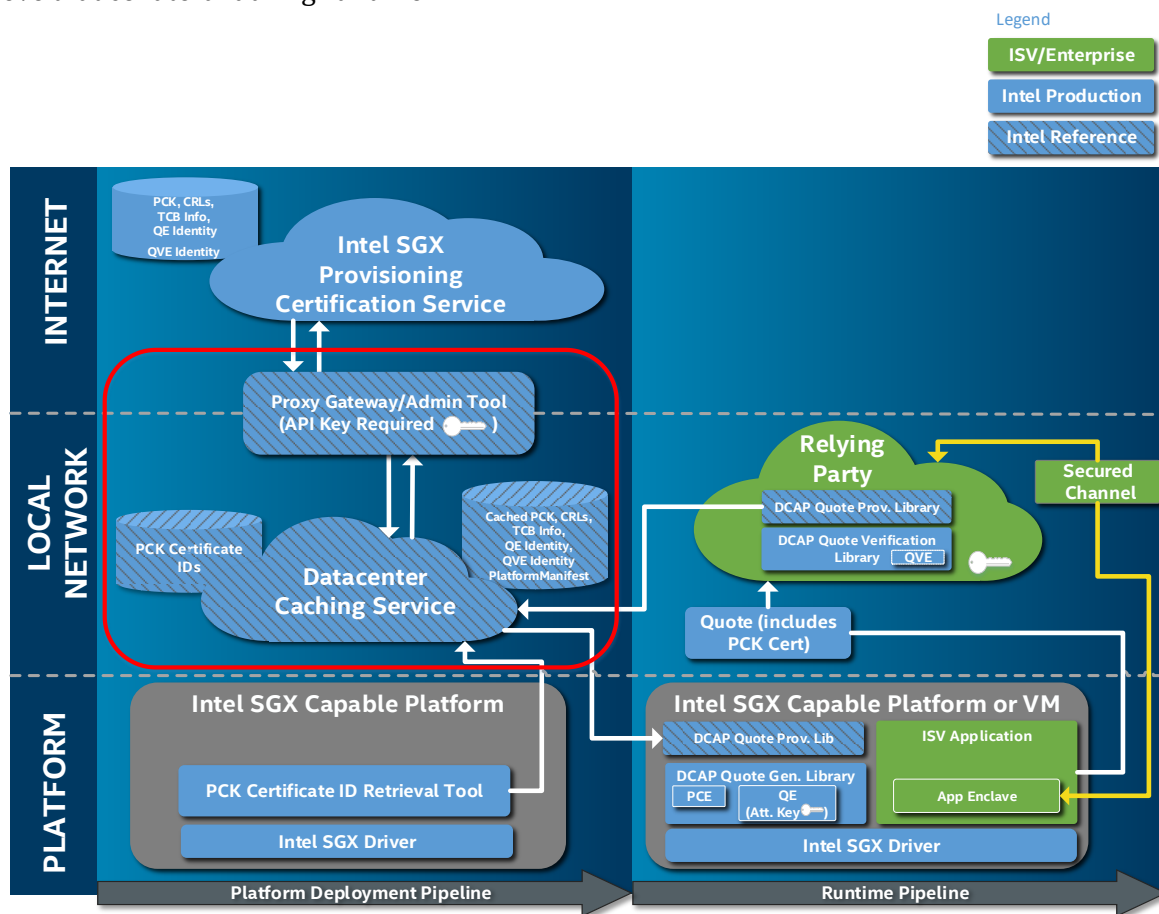 Legend
ISV/Enterprise
Intel Production
Intel Reference
INTERNET
PCK, CRLs,
TCB Info,
QE Identity
QVE Identity
Intel SGX
Provisioning
Certification Service
Proxy Gateway/Admin Tool
(API Key Required )
LOCAL
NETWORK
PCK Certificate
IDs
Cached PCK, CRLs,
TCB Info,
QE Identity,
QVE Identity
PlatformManifest
Datacenter
Caching Service
Relying
Party
DCAP Quote Prov. Library
DCAP Quote Verification
Library QVE
Secured
Channel
Quote (includes
PCK Cert)
PLATFORM
Intel SGX Capable Platform
PCK Certificate ID Retrieval Tool
Intel SGX Driver
Intel SGX Capable Platform or VM
DCAP Quote Prov. Lib
DCAP Quote Gen. Library
PCE
QE
(Att. Key )
ISV Application
App Enclave
Intel SGX Driver
Platform Deployment Pipeline
Runtime Pipeline